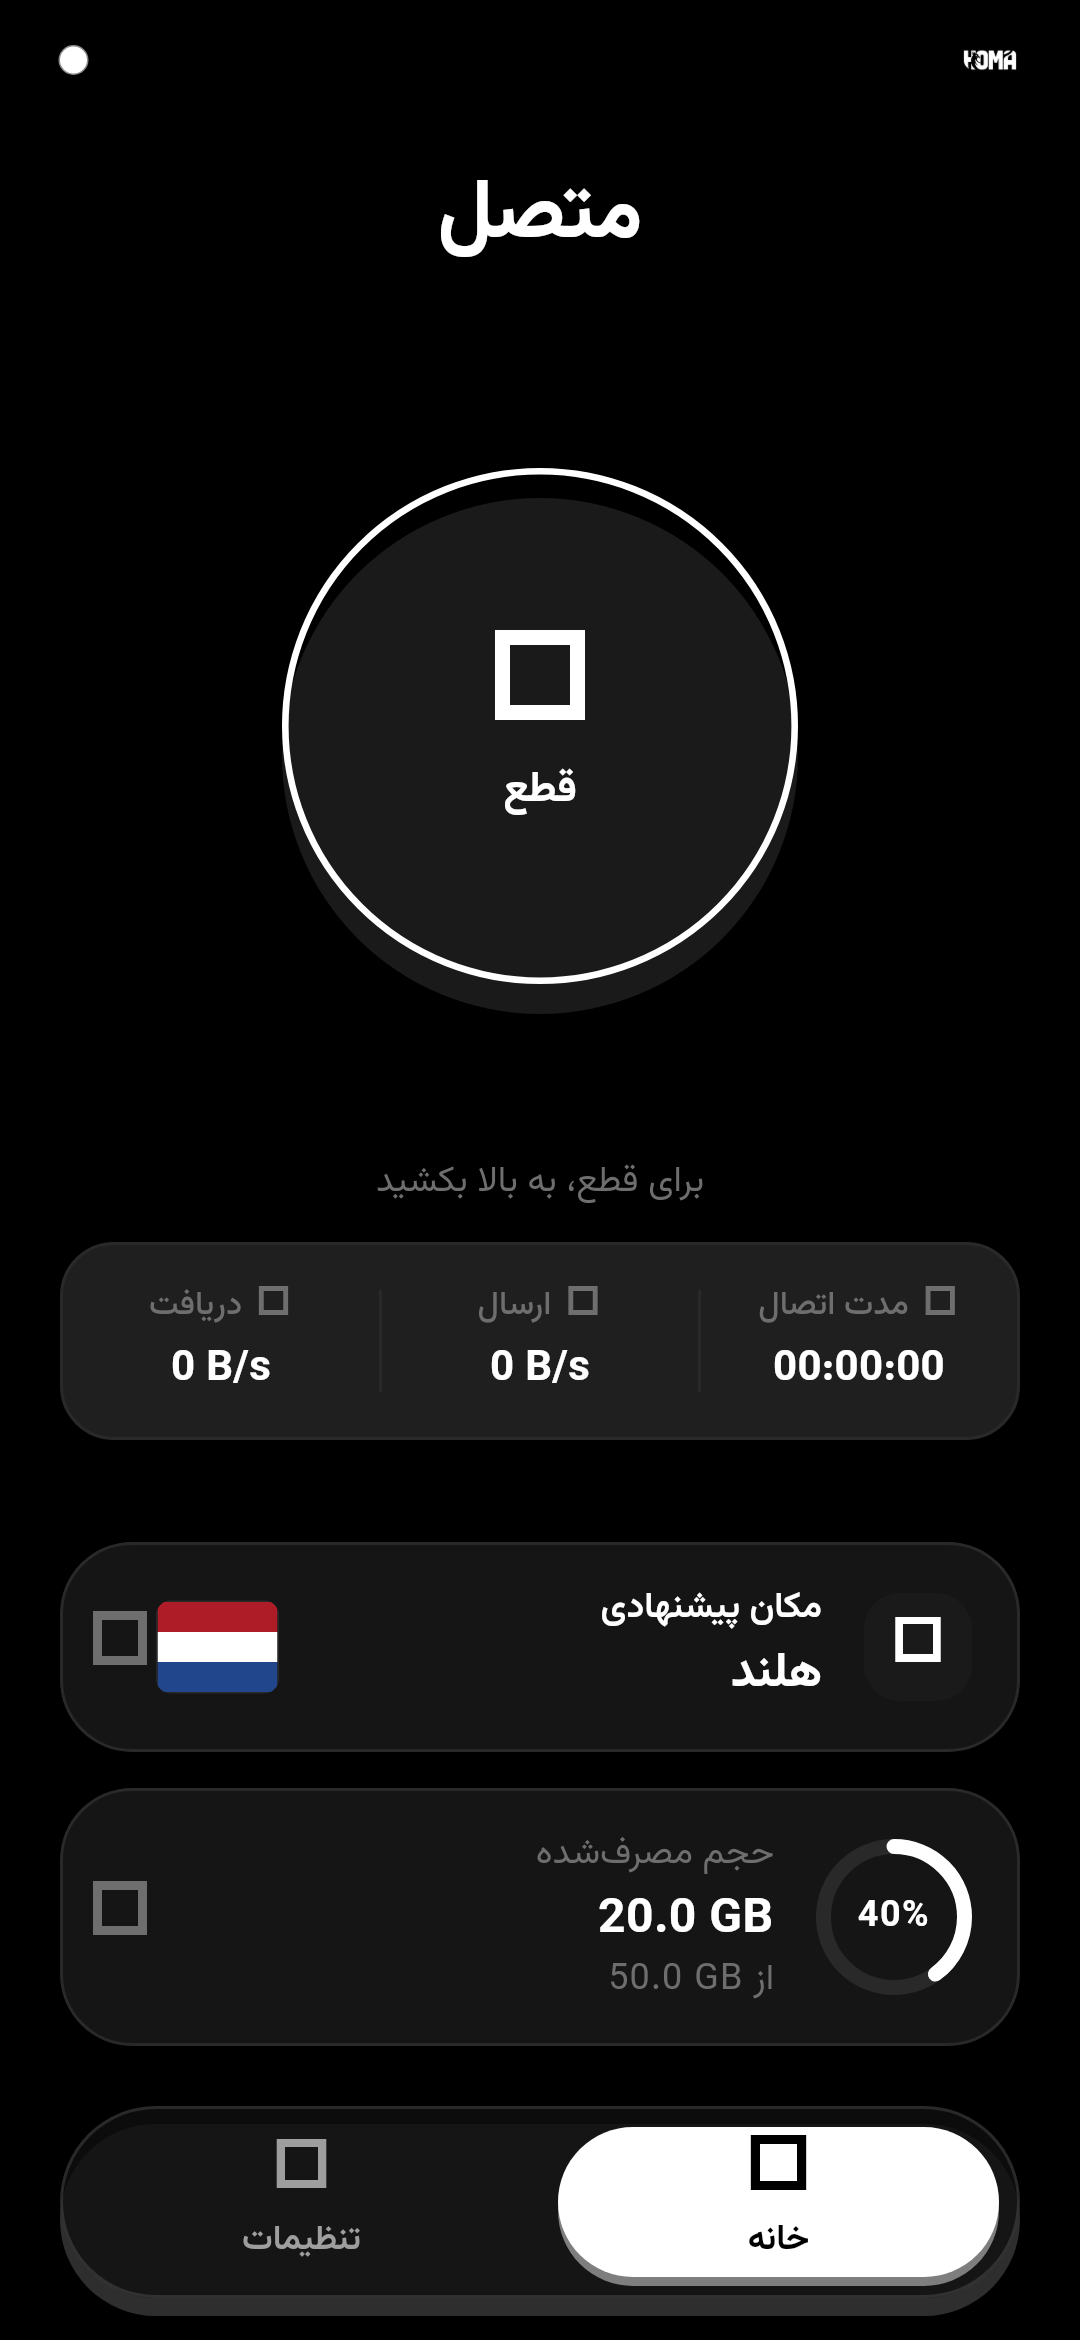 HOMA
متصل
قطع
برای قطع، به بالا بکشید
مدت اتصال
00:00:00
ارسال
0 B/s
دریافت
0 B/s
مکان پیشنهادی
هلند
40%
حجم مصرف‌شده
20.0 GB
از 50.0 GB
خانه
تنظیمات